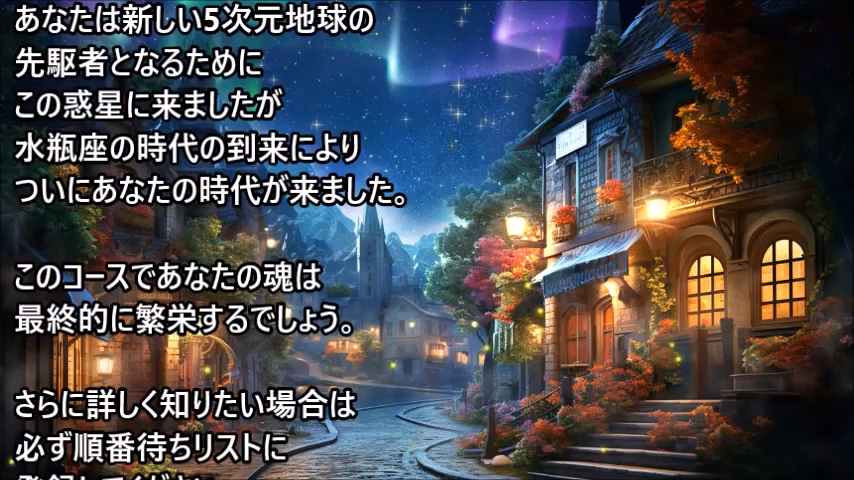 あなたは新しい5次元地球の
先駆者となるために
この惑星に来ましたが
水瓶座の時代の到来により
ついにあなたの時代が来ました。
このコースであなたの魂は
最終的に繁栄するでしょう。
さらに詳しく知りたい場合は
必ず順番待ちリストに